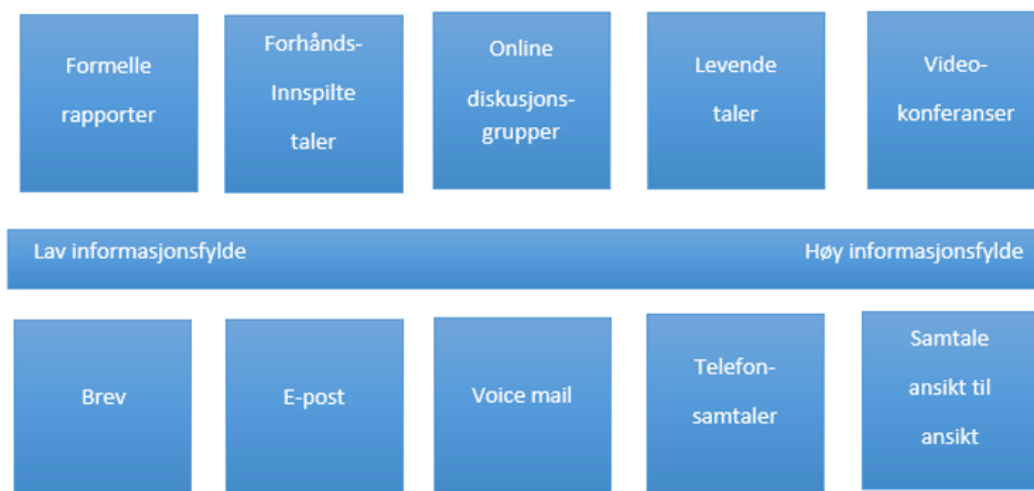 Formelle
rapporter
Forhånds-
Innspilte
taler
Online
diskusjons-
grupper
Levende
taler
Video-
konferanser
Lav informasjonsfylde
Høy informasjonsfylde
Brev
E-post
Voice mail
Telefon-
samtaler
Samtale
ansikt til
ansikt